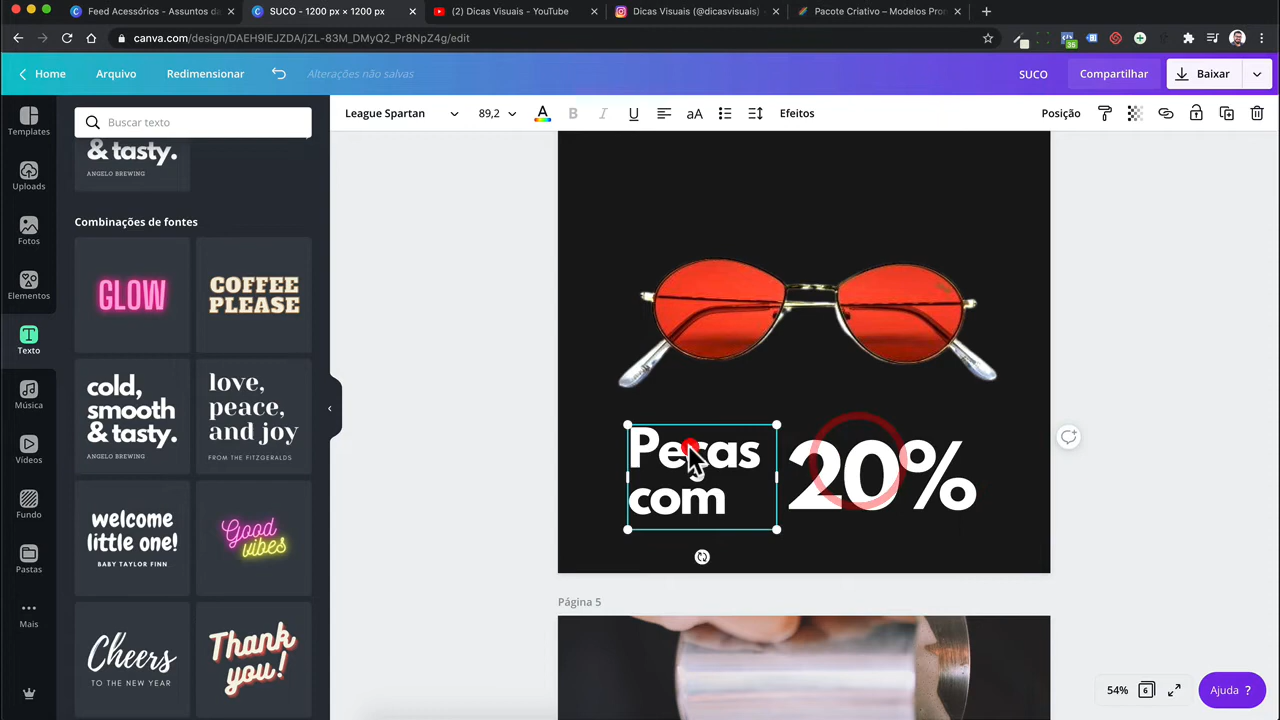 Feed Acessórios - Assuntos da
SUCO - 1200 px × 1200 px
(2) Dicas Visuais - YouTube
Dicas Visuais (@dicasvisuais)
Pacote Criativo – Modelos Pron
canva.com/design/DAEH9lEJZDA/jZL-83M_DMyQ2_Pr8NpZ4g/edit
35
Home
Arquivo
Redimensionar
Alterações não salvas
SUCO
Compartilhar
Baixar
League Spartan
89,2
A
B
I
U
aA
Efeitos
Posição
Templates
Uploads
Fotos
Elementos
Texto
Música
Vídeos
Fundo
Pastas
Mais
Buscar texto
& tasty.
ANGELO BREWING
Combinações de fontes
GLOW
COFFEE
PLEASE
cold,
smooth
& tasty.
ANGELO BREWING
love,
peace,
and joy
FROM THE FITZGERALDS
welcome
little one!
BABY TAYLOR FINN
Good
vibes
Cheers
TO THE NEW YEAR
Thank
you!
Peças
com
20%
Página 5
54%
6
Ajuda ?